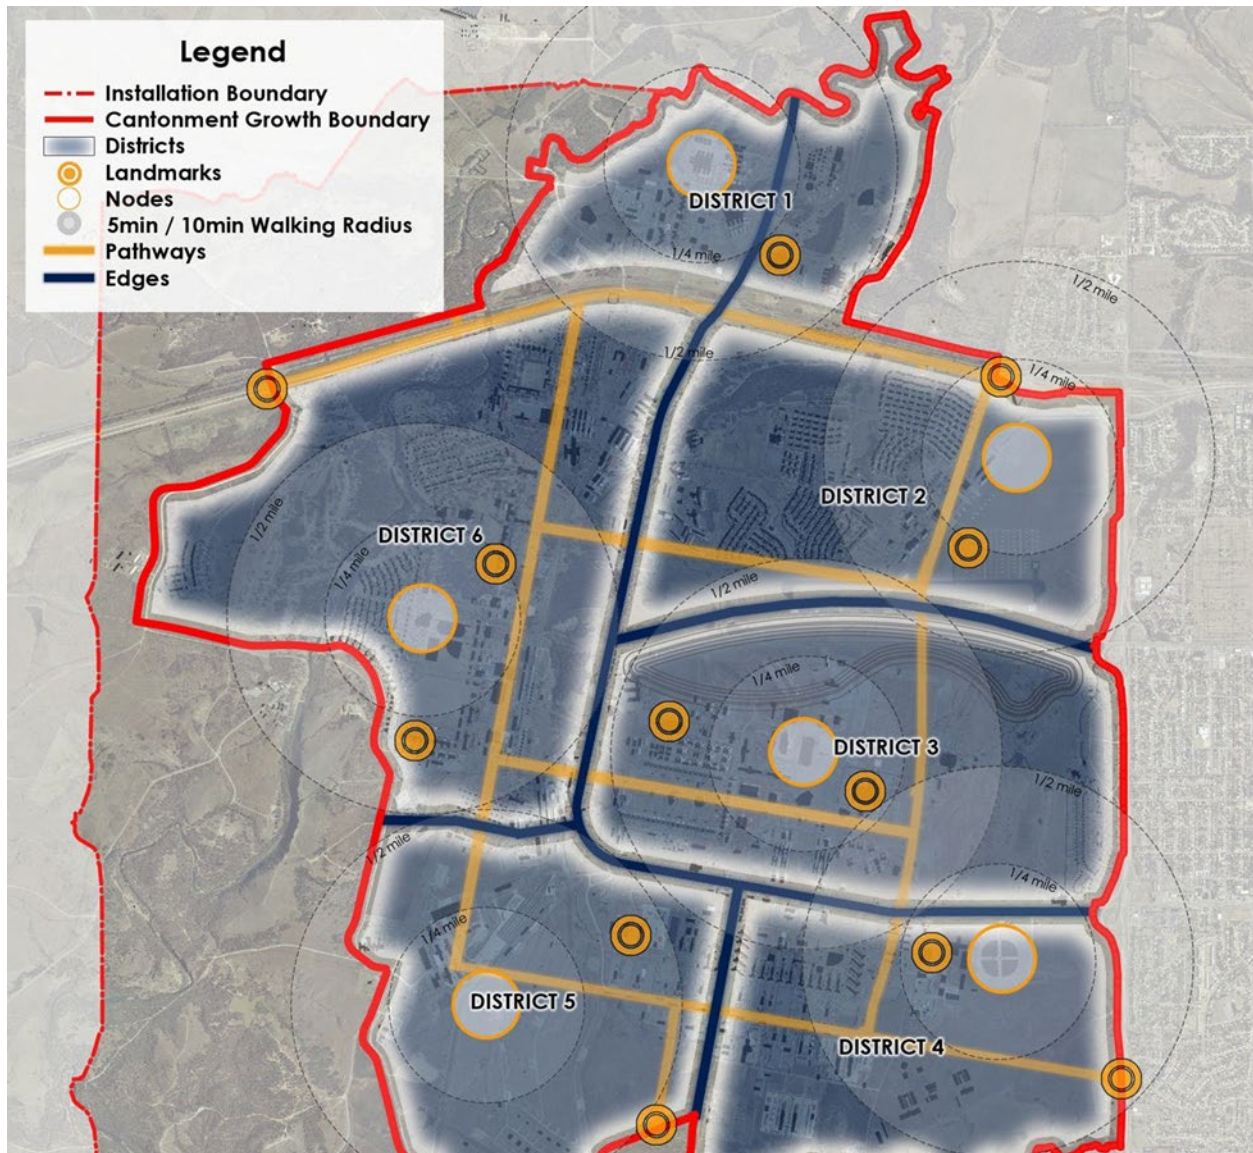 Legend
Installation Boundary
Cantonment Growth Boundary
Districts
Landmarks
Nodes
5min / 10min Walking Radius
Pathways
Edges
DISTRICT 1
1/4 mile
1/2 mile
1/2 mile
1/4 mile
DISTRICT 2
1/2 mile
DISTRICT 6
1/4 mile
1/2 mile
1/4 mile
DISTRICT 3
1/2 mile
1/2 mile
1/4 mile
1/4 mile
DISTRICT 5
DISTRICT 4